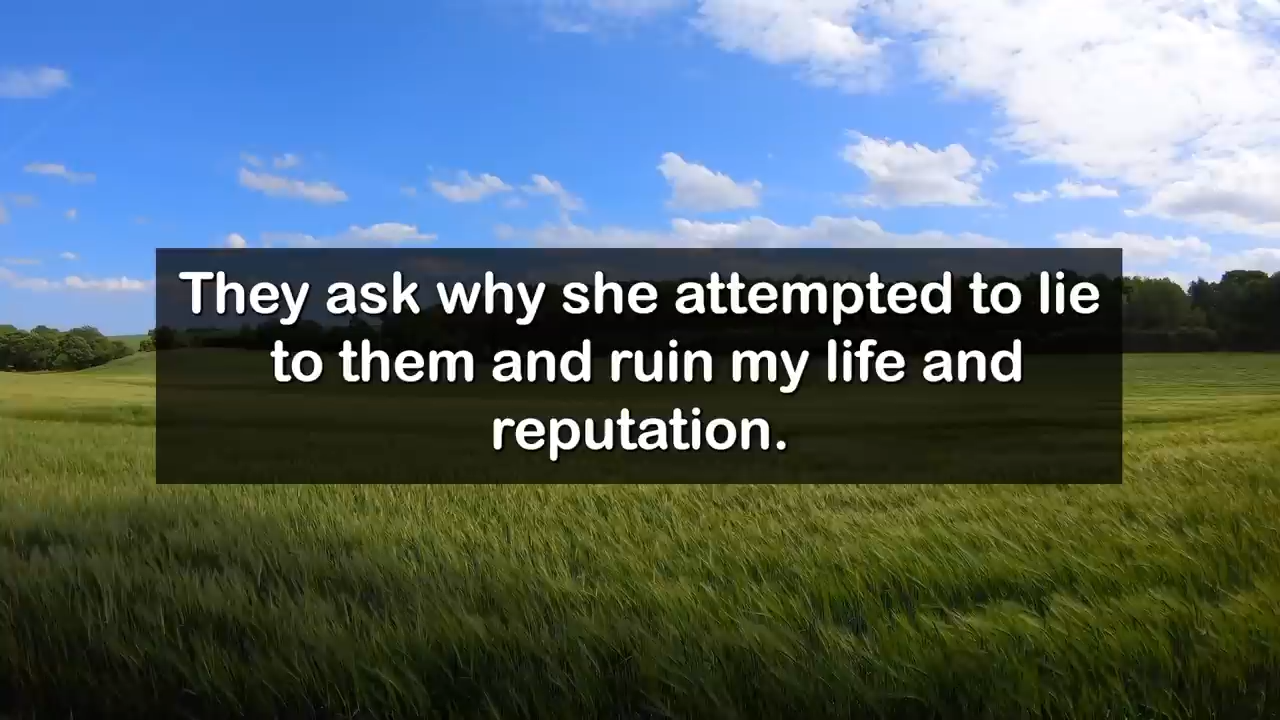 They ask why she attempted to lie
to them and ruin my life and
reputation.